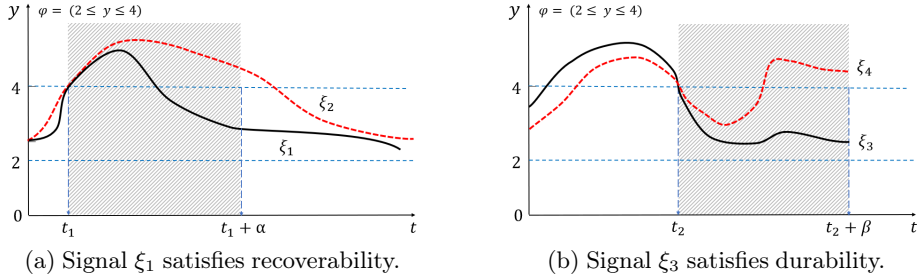 y φ = (2 ≤ y ≤ 4)
4
ξ₂
ξ₁
2
0
t₁ t₁ + α t
(a) Signal ξ₁ satisfies recoverability.
y φ = (2 ≤ y ≤ 4)
ξ₄
4
ξ₃
2
0
t₂ t₂ + β t
(b) Signal ξ₃ satisfies durability.